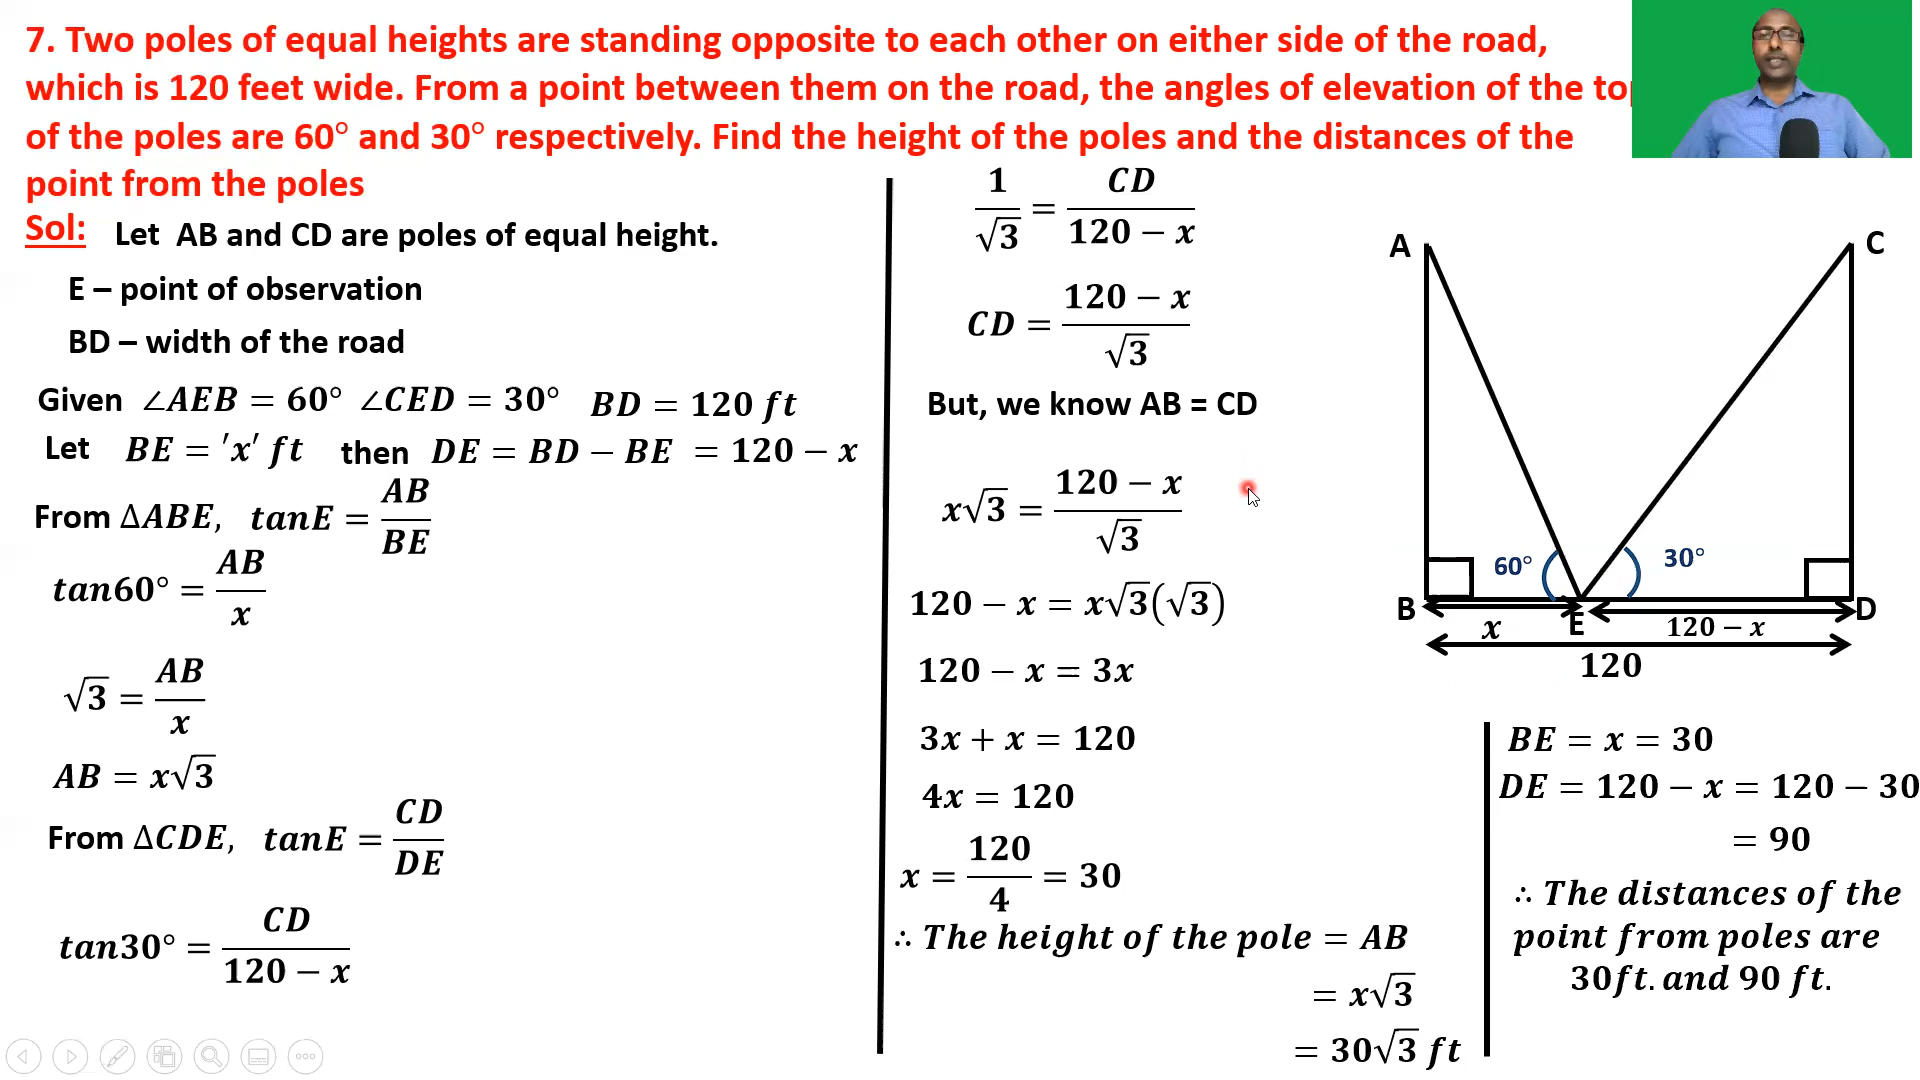 7. Two poles of equal heights are standing opposite to each other on either side of the road,
which is 120 feet wide. From a point between them on the road, the angles of elevation of the top
of the poles are 60° and 30° respectively. Find the height of the poles and the distances of the
point from the poles
Sol: Let AB and CD are poles of equal height.
E – point of observation
BD – width of the road
Given ∠AEB = 60° ∠CED = 30° BD = 120 ft
Let BE = 'x' ft then DE = BD − BE = 120 − x
From ΔABE, tanE = AB/BE
tan60° = AB/x
√3 = AB/x
AB = x√3
From ΔCDE, tanE = CD/DE
tan30° = CD/(120 − x)
1/√3 = CD/(120 − x)
CD = (120 − x)/√3
But, we know AB = CD
x√3 = (120 − x)/√3
120 − x = x√3(√3)
120 − x = 3x
3x + x = 120
4x = 120
x = 120/4 = 30
∴ The height of the pole = AB
= x√3
= 30√3 ft
A
C
60°
30°
B
E
D
x
120 − x
120
BE = x = 30
DE = 120 − x = 120 − 30
= 90
∴ The distances of the
point from poles are
30ft. and 90 ft.